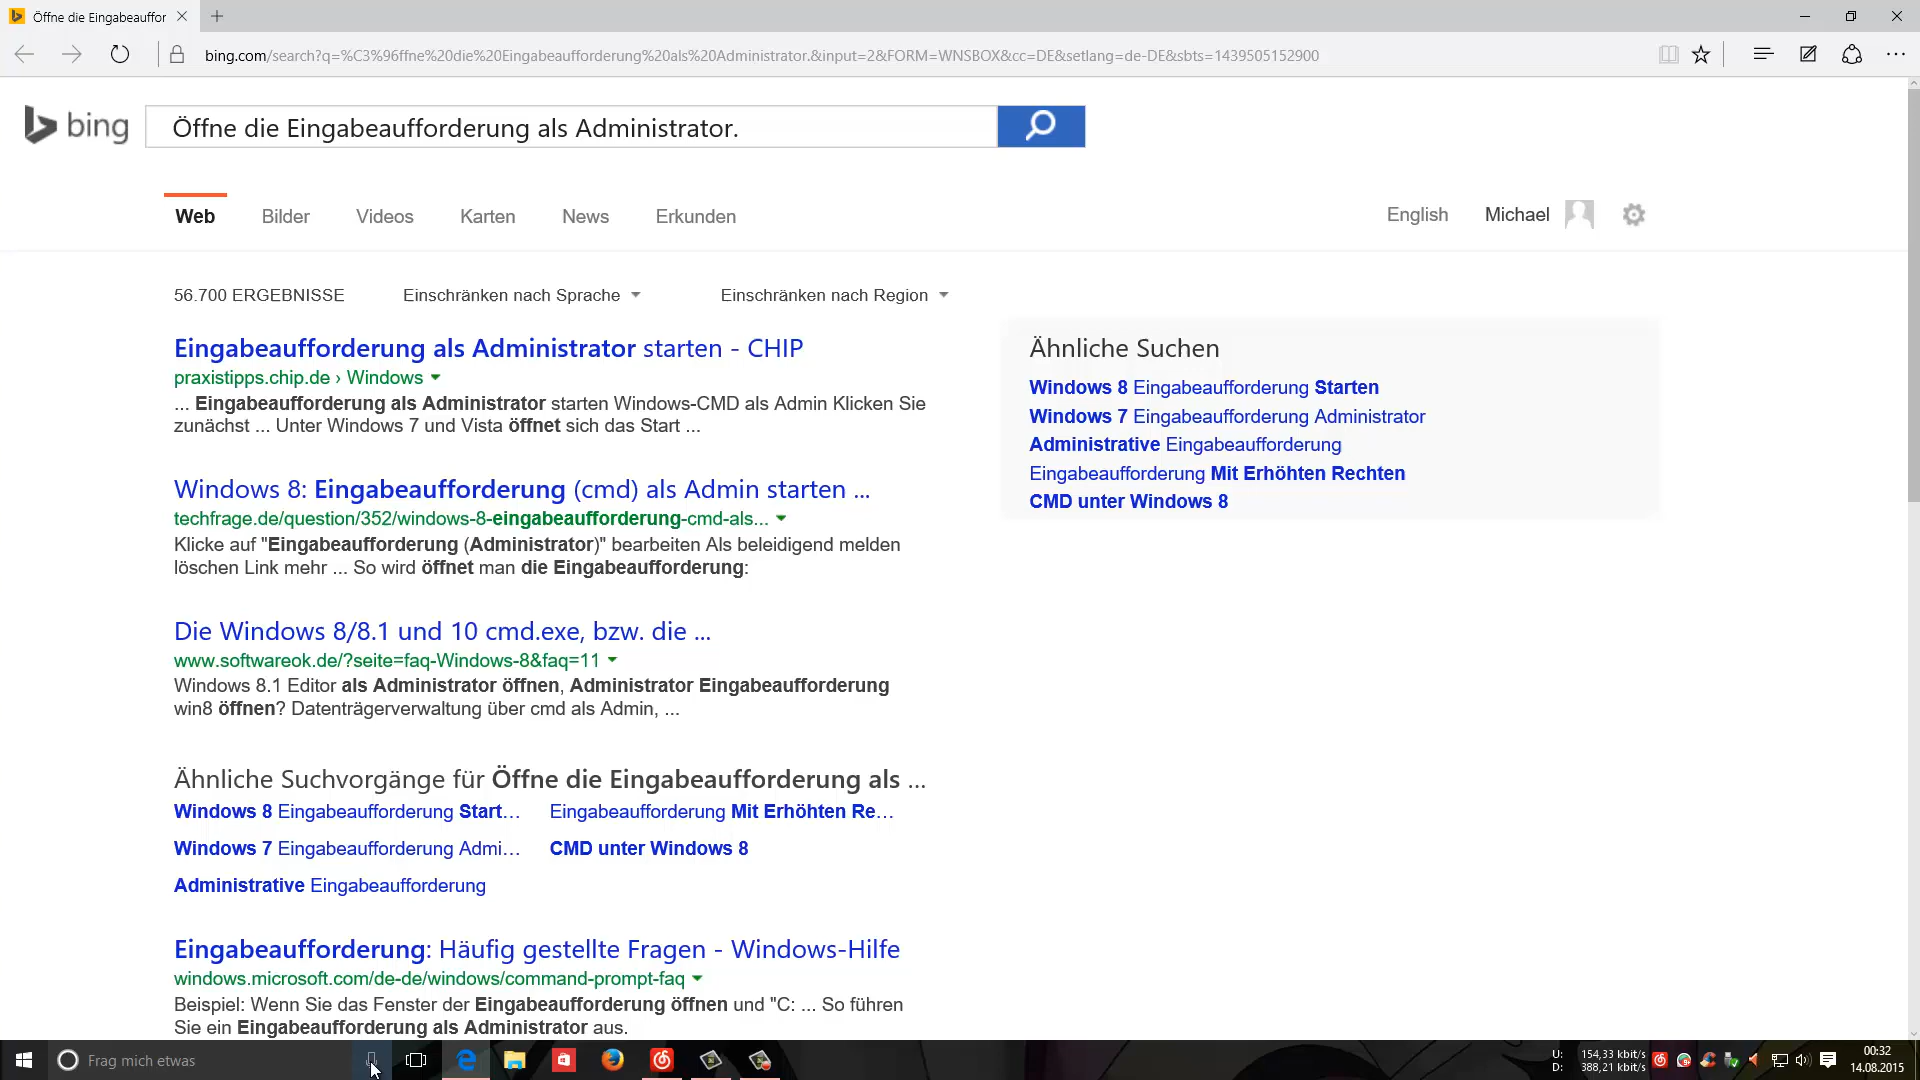 Öffne die Eingabeauffor
bing.com/search?q=%C3%96ffne%20die%20Eingabeaufforderung%20als%20Administrator.&input=2&FORM=WNSBOX&cc=DE&setlang=de-DE&sbts=1439505152900
bing
Öffne die Eingabeaufforderung als Administrator.
Web Bilder Videos Karten News Erkunden
English Michael
56.700 ERGEBNISSE Einschränken nach Sprache Einschränken nach Region
Eingabeaufforderung als Administrator starten - CHIP
praxistipps.chip.de › Windows
... Eingabeaufforderung als Administrator starten Windows-CMD als Admin Klicken Sie
zunächst ... Unter Windows 7 und Vista öffnet sich das Start ...
Windows 8: Eingabeaufforderung (cmd) als Admin starten ...
techfrage.de/question/352/windows-8-eingabeaufforderung-cmd-als...
Klicke auf "Eingabeaufforderung (Administrator)" bearbeiten Als beleidigend melden
löschen Link mehr ... So wird öffnet man die Eingabeaufforderung:
Die Windows 8/8.1 und 10 cmd.exe, bzw. die ...
www.softwareok.de/?seite=faq-Windows-8&faq=11
Windows 8.1 Editor als Administrator öffnen, Administrator Eingabeaufforderung
win8 öffnen? Datenträgerverwaltung über cmd als Admin, ...
Ähnliche Suchvorgänge für Öffne die Eingabeaufforderung als ...
Windows 8 Eingabeaufforderung Start... Eingabeaufforderung Mit Erhöhten Re...
Windows 7 Eingabeaufforderung Admi... CMD unter Windows 8
Administrative Eingabeaufforderung
Eingabeaufforderung: Häufig gestellte Fragen - Windows-Hilfe
windows.microsoft.com/de-de/windows/command-prompt-faq
Beispiel: Wenn Sie das Fenster der Eingabeaufforderung öffnen und "C: ... So führen
Sie ein Eingabeaufforderung als Administrator aus.
Ähnliche Suchen
Windows 8 Eingabeaufforderung Starten
Windows 7 Eingabeaufforderung Administrator
Administrative Eingabeaufforderung
Eingabeaufforderung Mit Erhöhten Rechten
CMD unter Windows 8
Frag mich etwas
U: 154,33 kbit/s
D: 388,21 kbit/s
00:32
14.08.2015